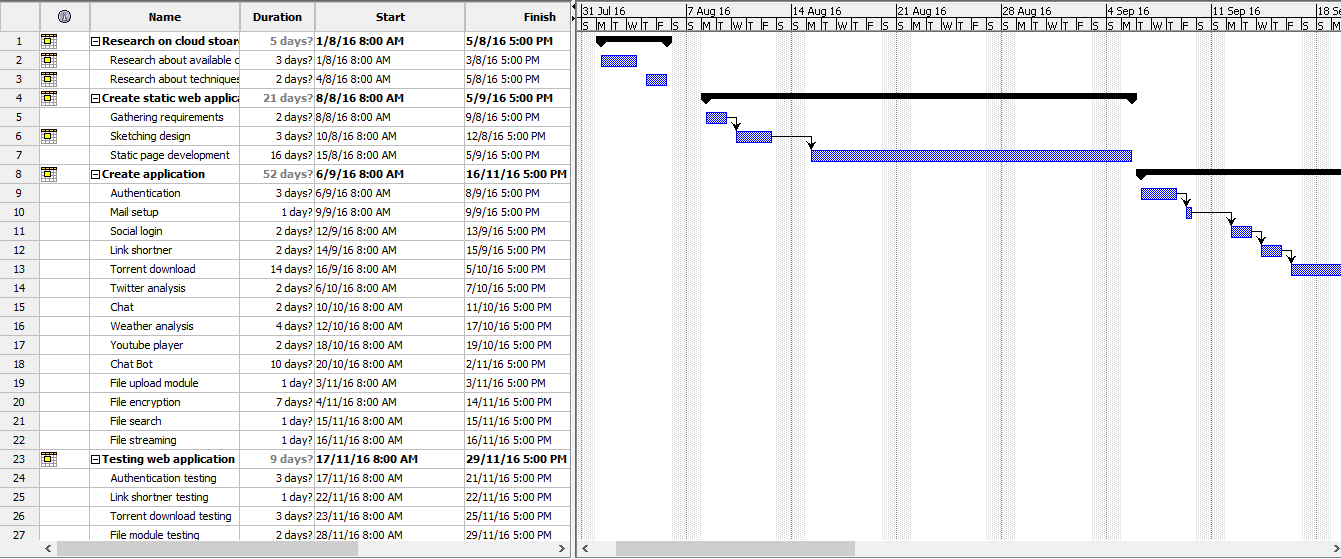 Name Duration Start Finish
31 Jul 16 7 Aug 16 14 Aug 16 21 Aug 16 28 Aug 16 4 Sep 16 11 Sep 16 18 Se
S M T W T F S S M T W T F S S M T W T F S S M T W T F S S M T W T F S S M T W T F S S M T W T F S S M
1 Research on cloud stoar 5 days? 1/8/16 8:00 AM 5/8/16 5:00 PM
2 Research about available c 3 days? 1/8/16 8:00 AM 3/8/16 5:00 PM
3 Research about techniques 2 days? 4/8/16 8:00 AM 5/8/16 5:00 PM
4 Create static web applica 21 days? 8/8/16 8:00 AM 5/9/16 5:00 PM
5 Gathering requirements 2 days? 8/8/16 8:00 AM 9/8/16 5:00 PM
6 Sketching design 3 days? 10/8/16 8:00 AM 12/8/16 5:00 PM
7 Static page development 16 days? 15/8/16 8:00 AM 5/9/16 5:00 PM
8 Create application 52 days? 6/9/16 8:00 AM 16/11/16 5:00 PM
9 Authentication 3 days? 6/9/16 8:00 AM 8/9/16 5:00 PM
10 Mail setup 1 day? 9/9/16 8:00 AM 9/9/16 5:00 PM
11 Social login 2 days? 12/9/16 8:00 AM 13/9/16 5:00 PM
12 Link shortner 2 days? 14/9/16 8:00 AM 15/9/16 5:00 PM
13 Torrent download 14 days? 16/9/16 8:00 AM 5/10/16 5:00 PM
14 Twitter analysis 2 days? 6/10/16 8:00 AM 7/10/16 5:00 PM
15 Chat 2 days? 10/10/16 8:00 AM 11/10/16 5:00 PM
16 Weather analysis 4 days? 12/10/16 8:00 AM 17/10/16 5:00 PM
17 Youtube player 2 days? 18/10/16 8:00 AM 19/10/16 5:00 PM
18 Chat Bot 10 days? 20/10/16 8:00 AM 2/11/16 5:00 PM
19 File upload module 1 day? 3/11/16 8:00 AM 3/11/16 5:00 PM
20 File encryption 7 days? 4/11/16 8:00 AM 14/11/16 5:00 PM
21 File search 1 day? 15/11/16 8:00 AM 15/11/16 5:00 PM
22 File streaming 1 day? 16/11/16 8:00 AM 16/11/16 5:00 PM
23 Testing web application 9 days? 17/11/16 8:00 AM 29/11/16 5:00 PM
24 Authentication testing 3 days? 17/11/16 8:00 AM 21/11/16 5:00 PM
25 Link shortner testing 1 day? 22/11/16 8:00 AM 22/11/16 5:00 PM
26 Torrent download testing 3 days? 23/11/16 8:00 AM 25/11/16 5:00 PM
27 File module testing 2 days? 28/11/16 8:00 AM 29/11/16 5:00 PM